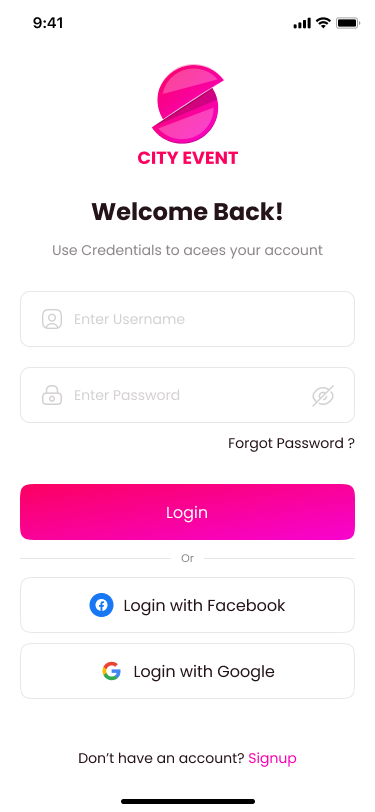 9:41
CITY EVENT
Welcome Back!
Use Credentials to acees your account
Enter Username
Enter Password
Forgot Password ?
Login
Or
Login with Facebook
Login with Google
Don’t have an account? Signup